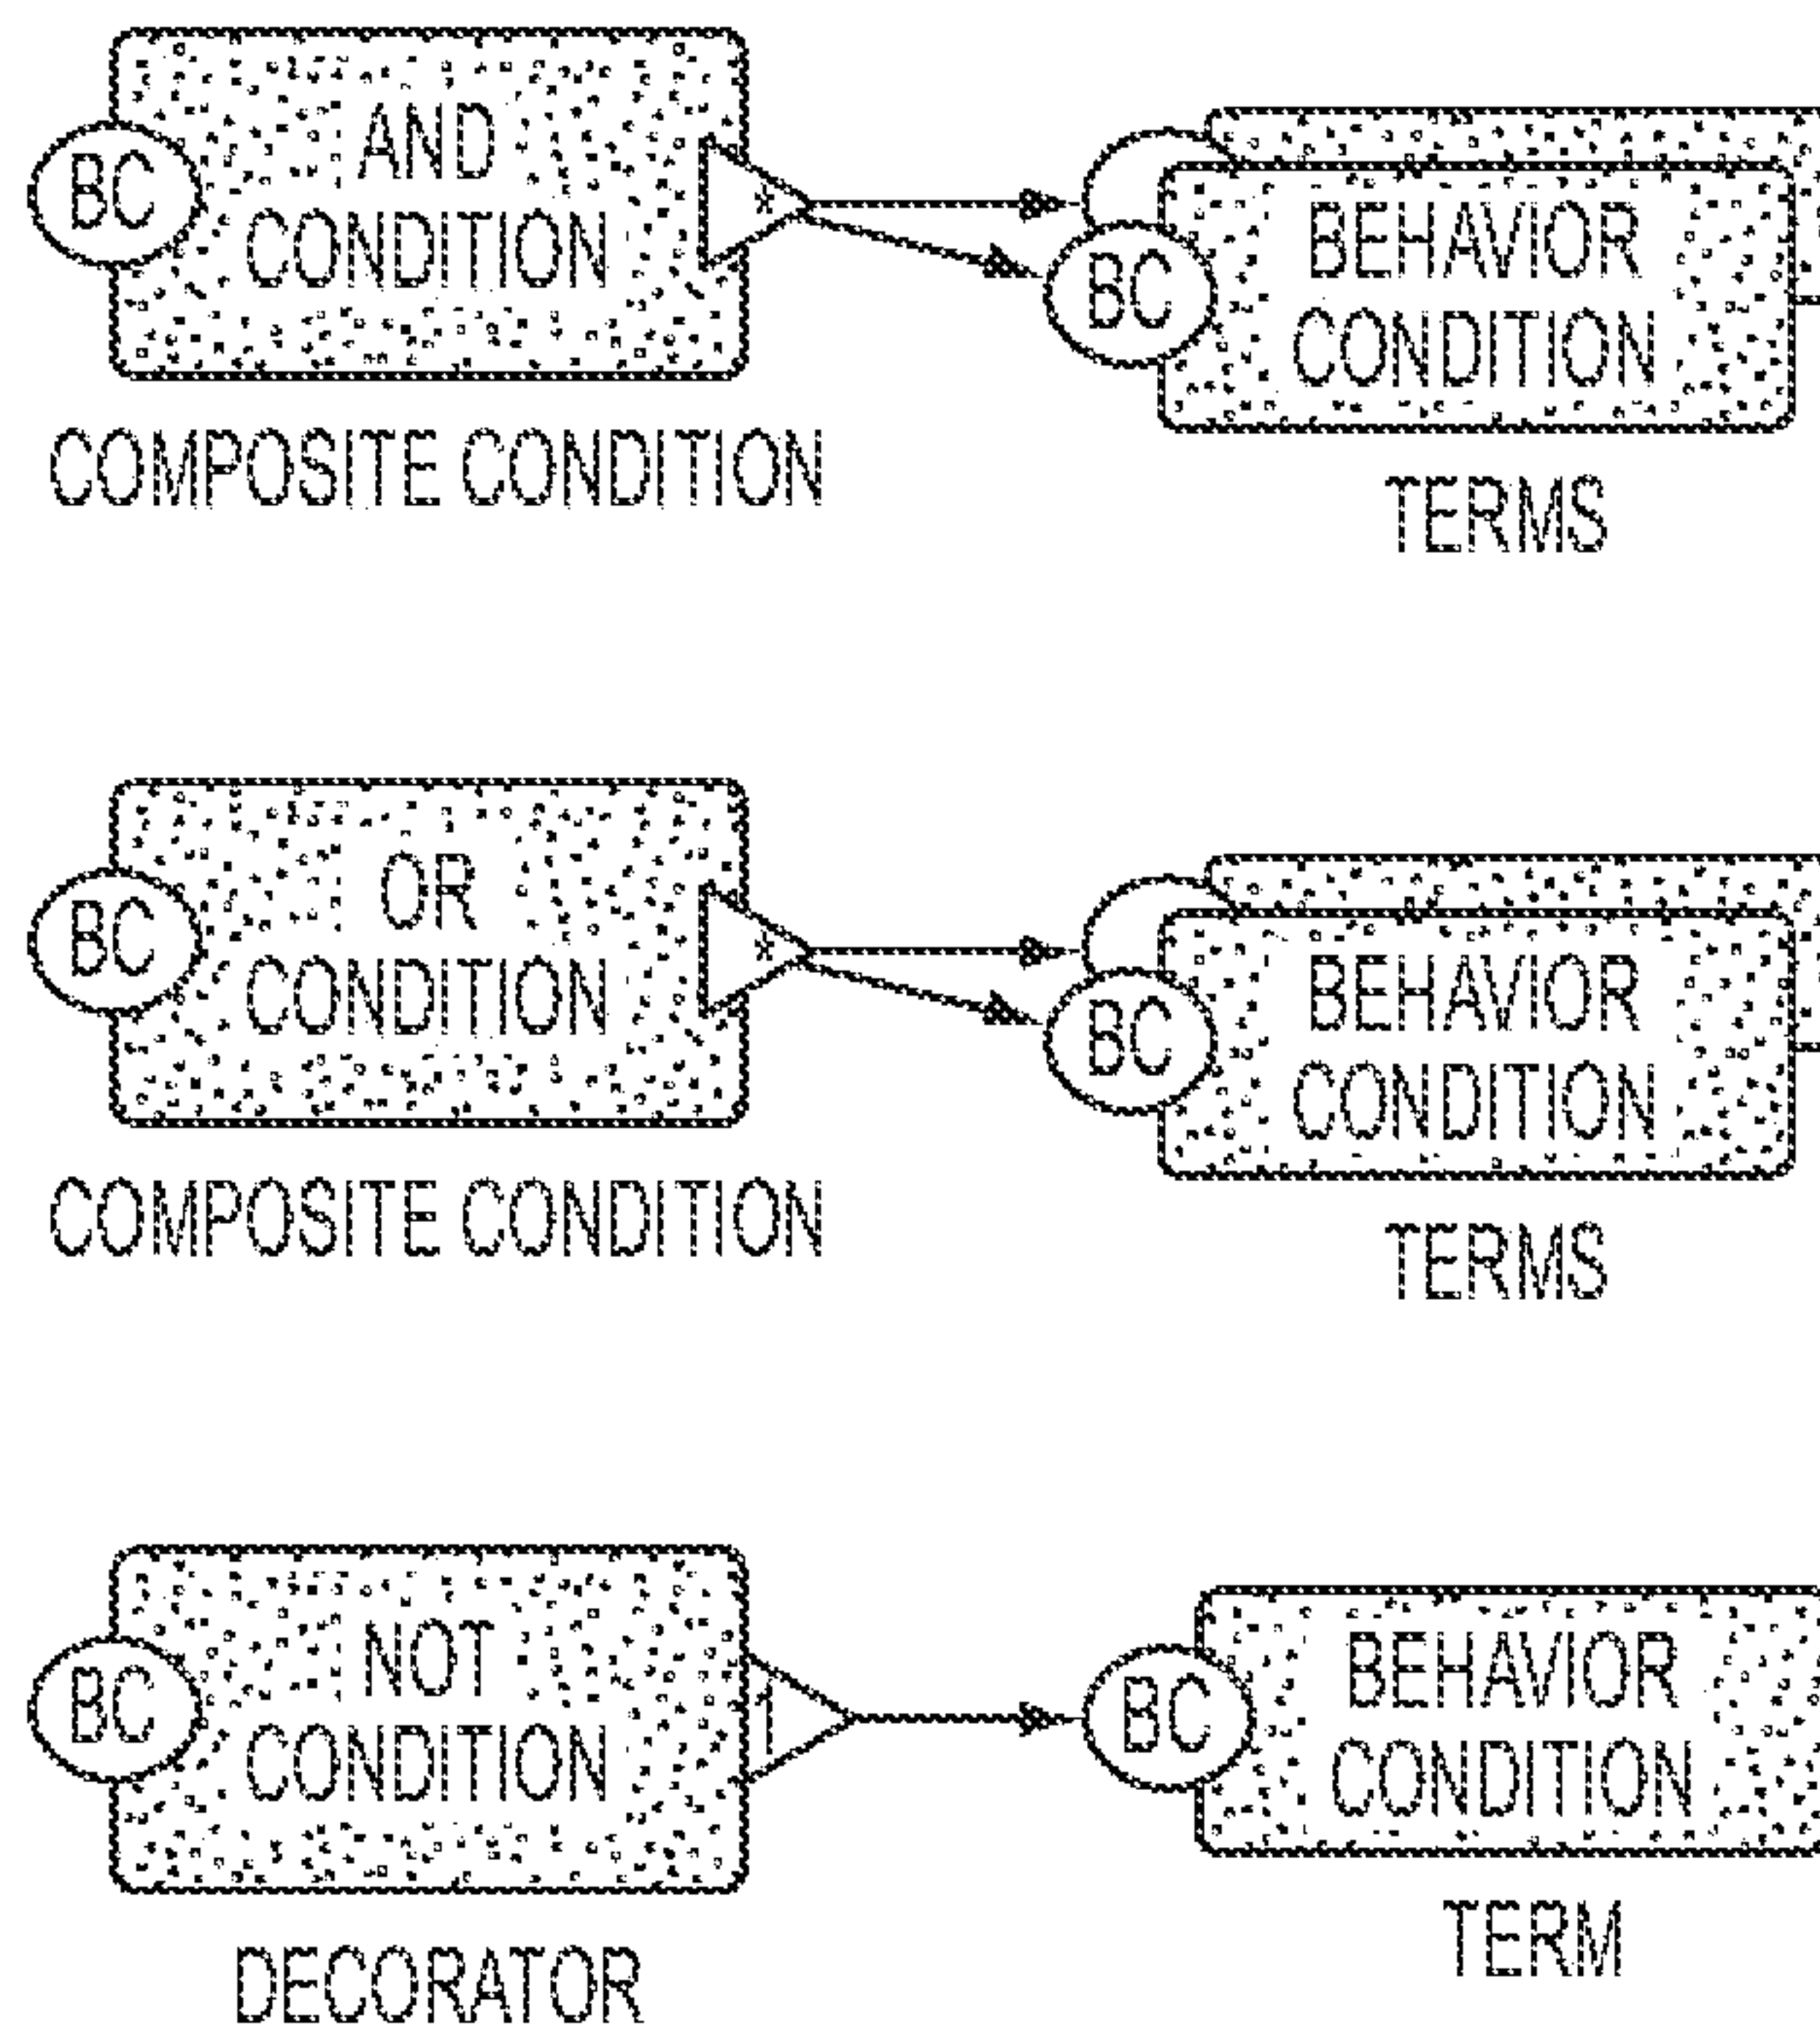 BC
AND
CONDITION
*
COMPOSITE CONDITION
BC
BEHAVIOR
CONDITION
TERMS
BC
OR
CONDITION
*
COMPOSITE CONDITION
BC
BEHAVIOR
CONDITION
TERMS
BC
NOT
CONDITION
1
DECORATOR
BC
BEHAVIOR
CONDITION
TERM